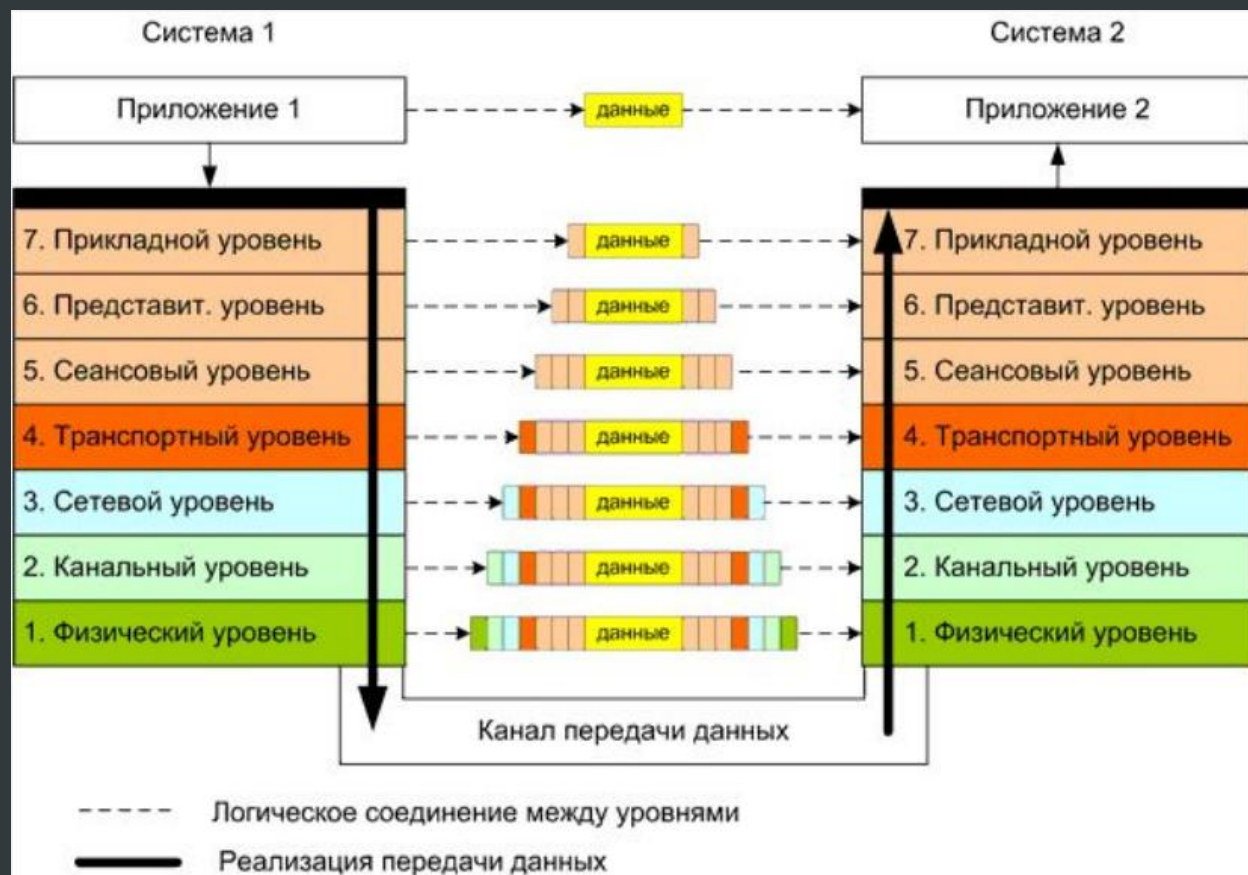 Система 1
Система 2
Приложение 1
данные
Приложение 2
7. Прикладной уровень
данные
7. Прикладной уровень
6. Представит. уровень
данные
6. Представит. уровень
5. Сеансовый уровень
данные
5. Сеансовый уровень
4. Транспортный уровень
данные
4. Транспортный уровень
3. Сетевой уровень
данные
3. Сетевой уровень
2. Канальный уровень
данные
2. Канальный уровень
1. Физический уровень
данные
1. Физический уровень
Канал передачи данных
Логическое соединение между уровнями
Реализация передачи данных